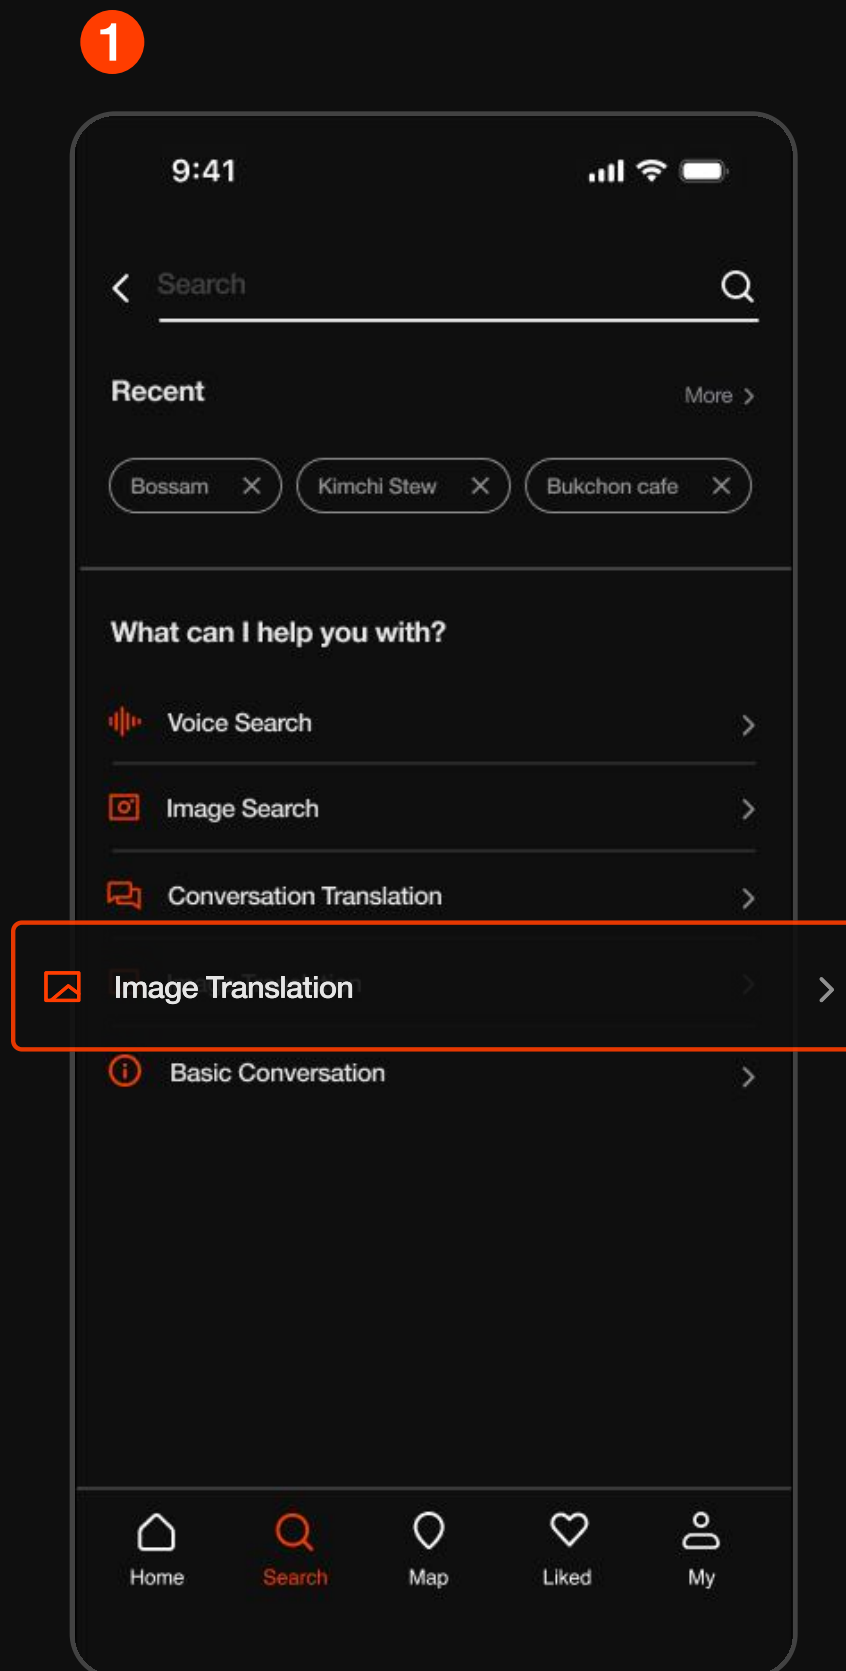 1
9:41
Search
Recent
More
Bossam
Kimchi Stew
Bukchon cafe
What can I help you with?
Voice Search
Image Search
Conversation Translation
Image Translation
Basic Conversation
Home
Search
Map
Liked
My